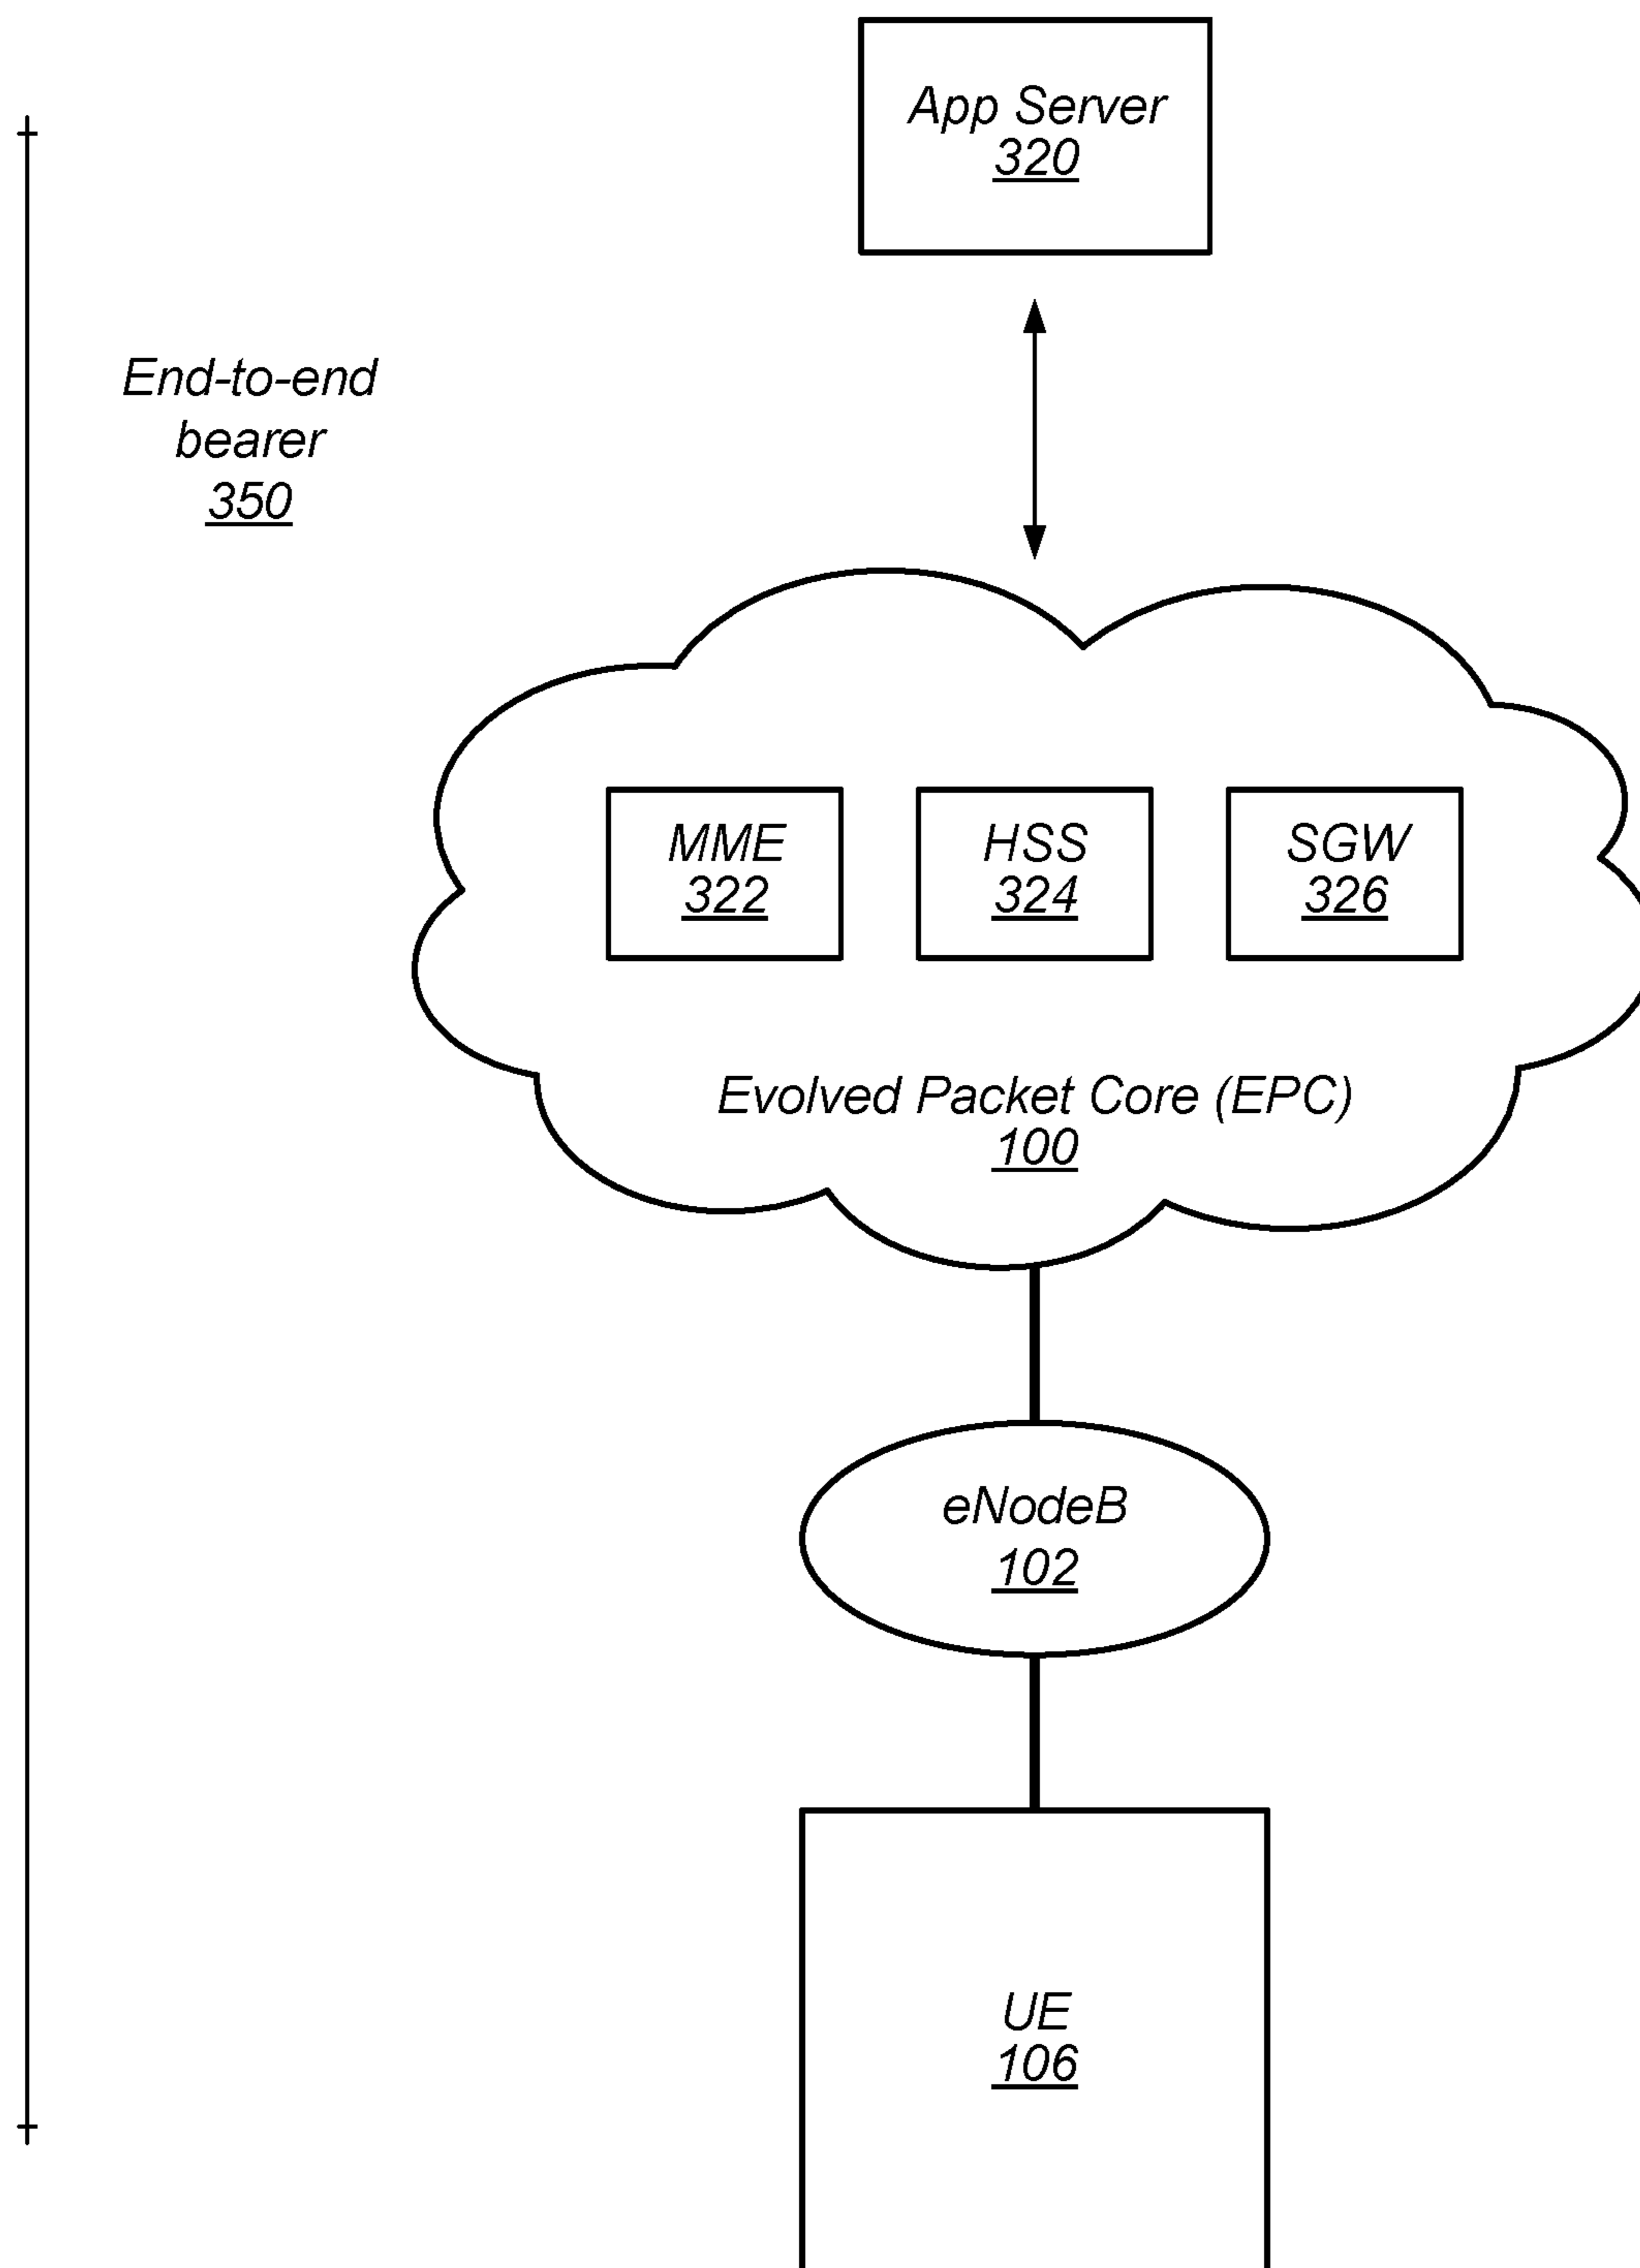 App Server
320
End-to-end
bearer
350
MME
322
HSS
324
SGW
326
Evolved Packet Core (EPC)
100
eNodeB
102
UE
106